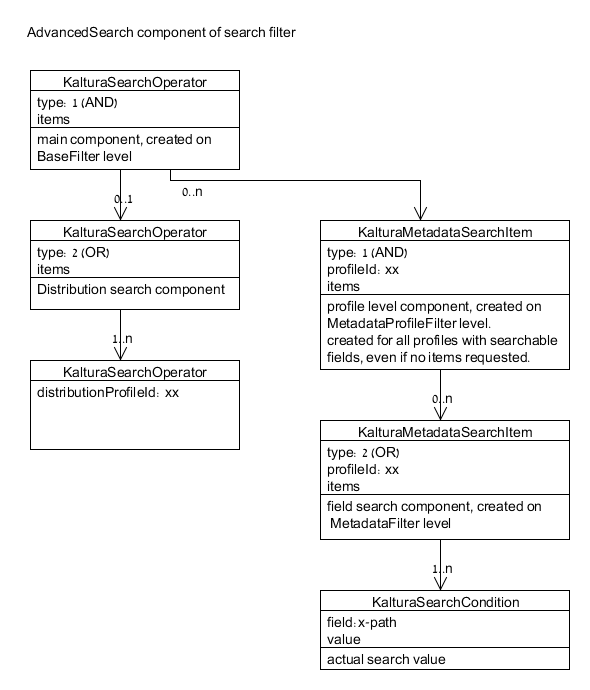 AdvancedSearch component of search filter
KalturaSearchOperator
type: 1 (AND)
items
main component, created on
BaseFilter level
0..1
0..n
KalturaSearchOperator
type: 2 (OR)
items
Distribution search component
1..n
KalturaSearchOperator
distributionProfileId: xx
KalturaMetadataSearchItem
type: 1 (AND)
profileId: xx
items
profile level component, created on
MetadataProfileFilter level.
created for all profiles with searchable
fields, even if no items requested.
0..n
KalturaMetadataSearchItem
type: 2 (OR)
profileId: xx
items
field search component, created on
MetadataFilter level
1..n
KalturaSearchCondition
field: x-path
value
actual search value